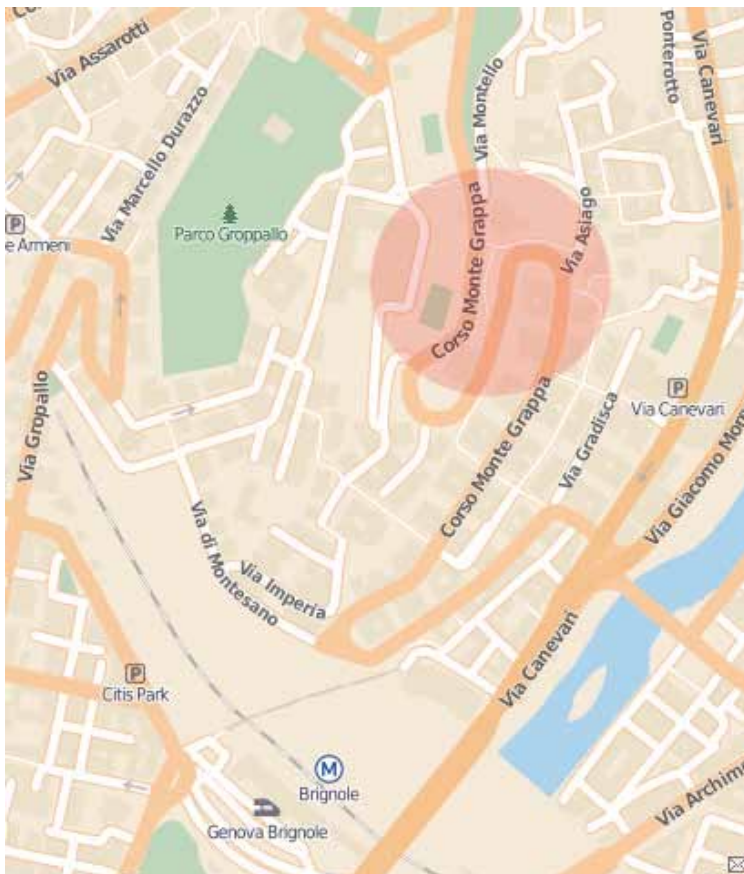 Via Assarotti
Via Marcello Durazzo
Via Montello
Ponterotto
Via Canevari
P
e Armeni
Parco Groppallo
Corso Monte Grappa
Via Asiago
Via Gropallo
P
Via Canevari
Corso Monte Grappa
Via Gradisca
Via Giacomo Mor
Via di Montesano
Via Imperia
P
Citis Park
Via Canevari
M
Brignole
Genova Brignole
Via Archime